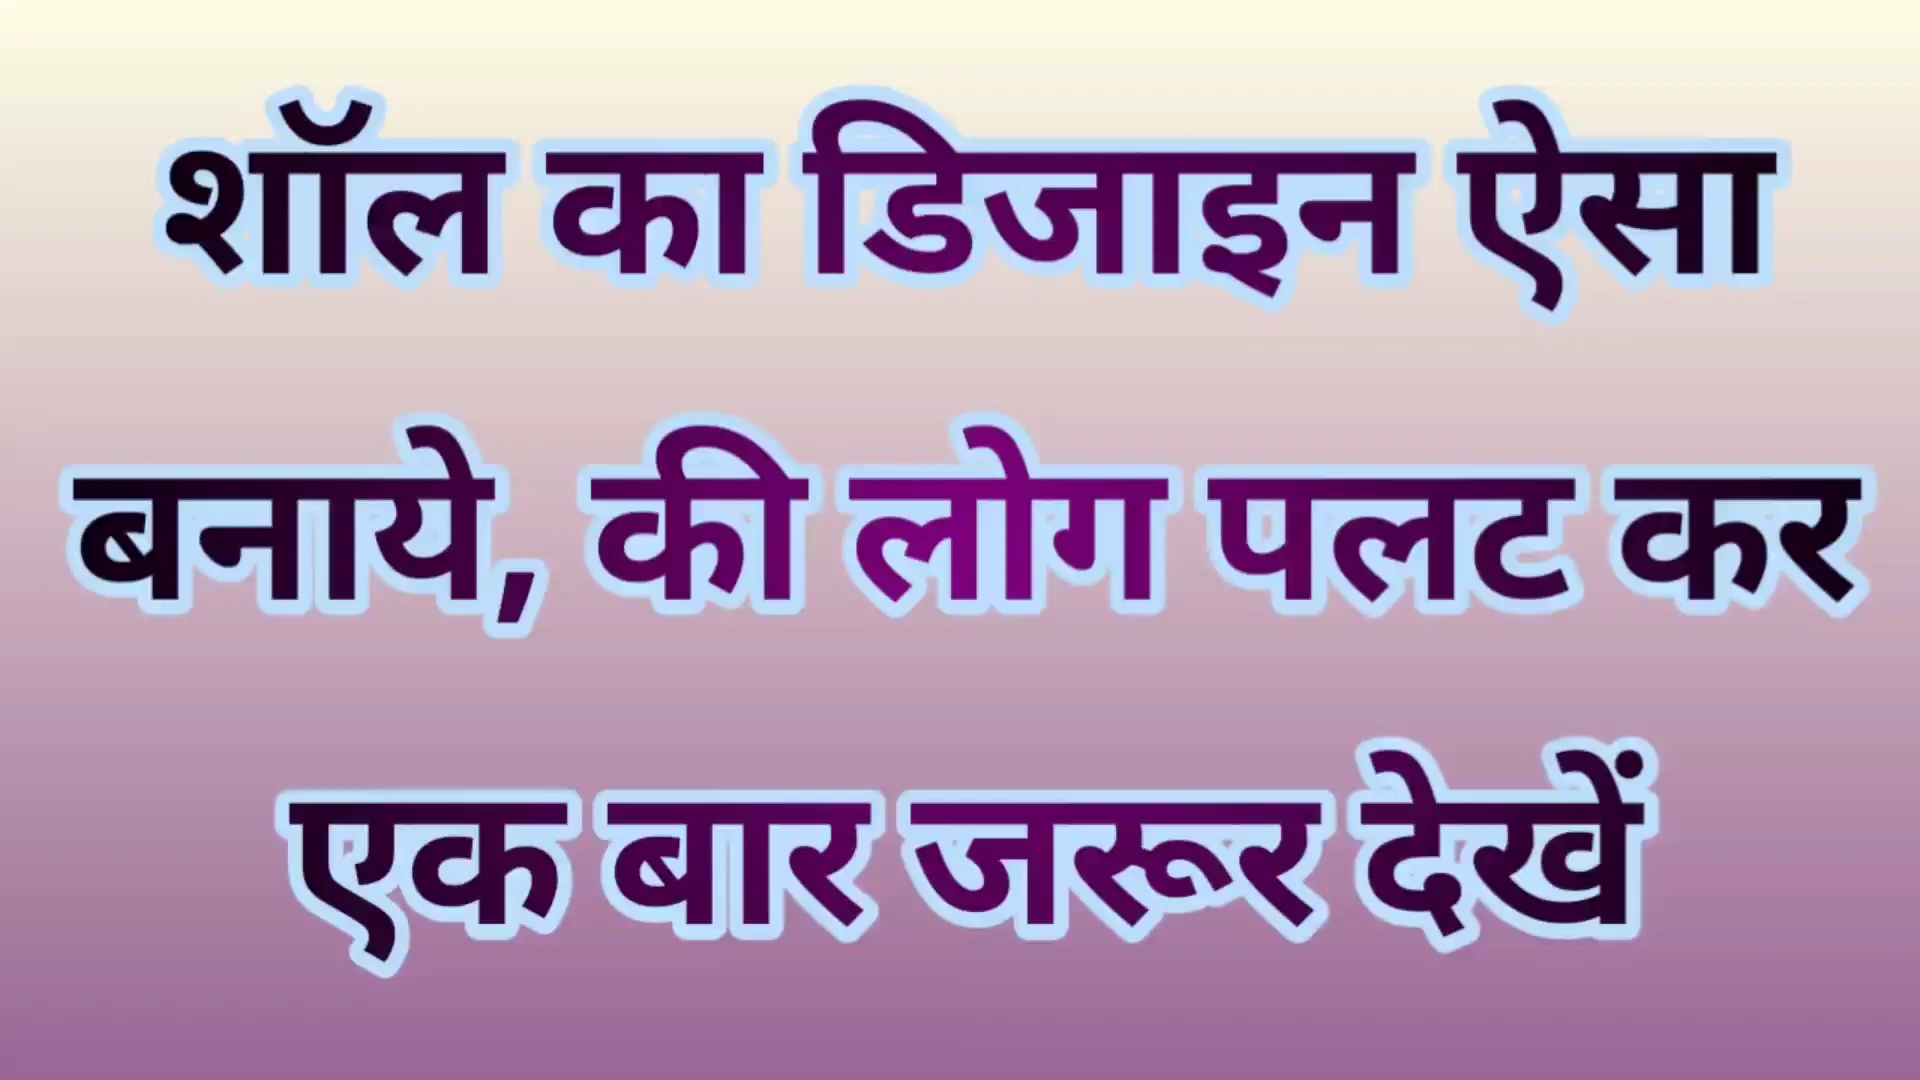 शॉल का डिजाइन ऐसा
बनाये, की लोग पलट कर
एक बार जरूर देखें